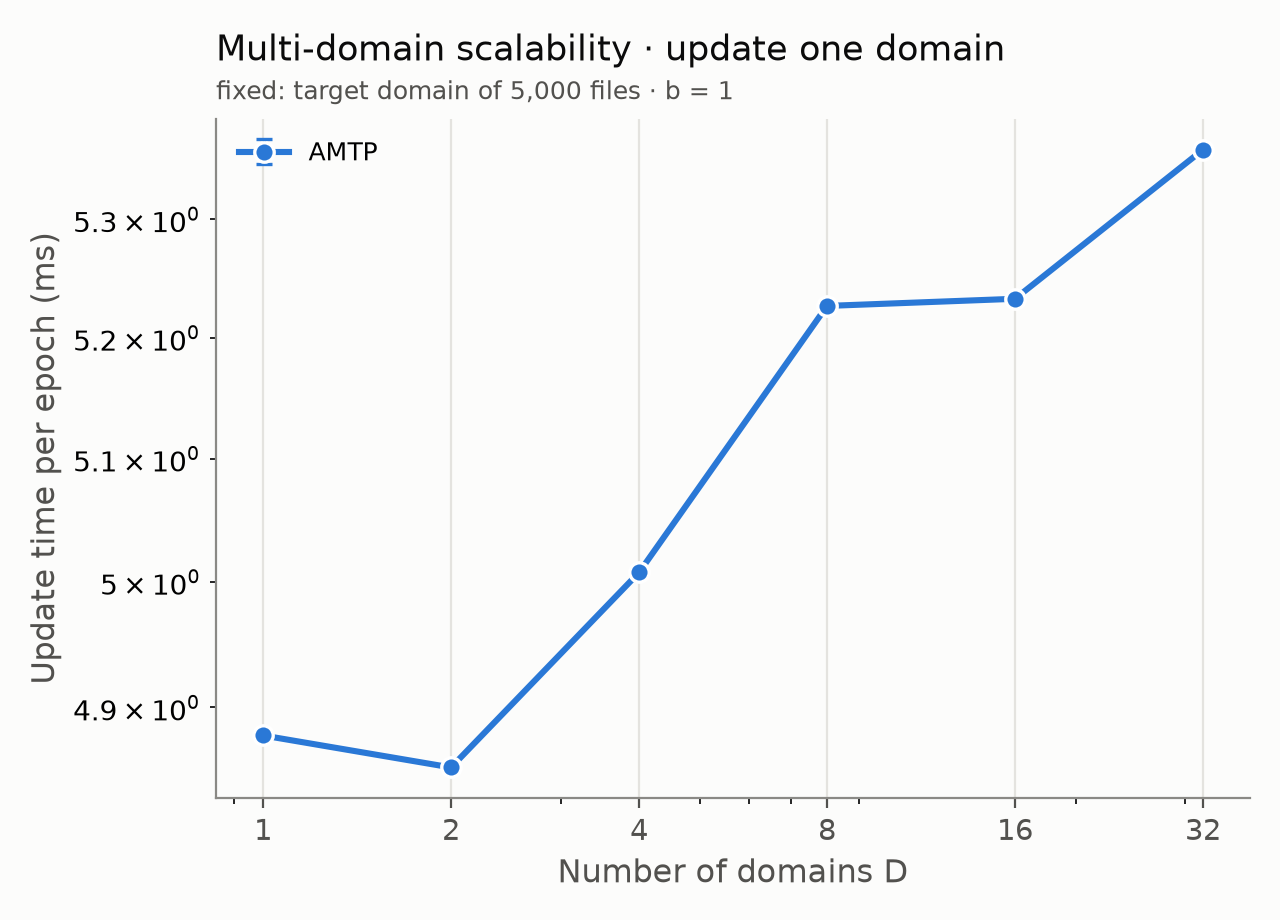 Multi-domain scalability · update one domain
fixed: target domain of 5,000 files · b = 1
AMTP
Update time per epoch (ms)
5.3 × 10⁰
5.2 × 10⁰
5.1 × 10⁰
5 × 10⁰
4.9 × 10⁰
1 2 4 8 16 32
Number of domains D